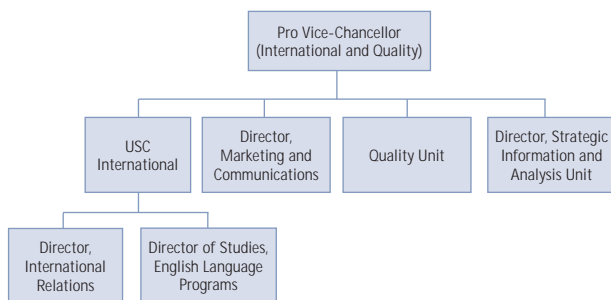 Pro Vice-Chancellor
(International and Quality)
USC
International
Director,
Marketing and
Communications
Quality Unit
Director, Strategic
Information and
Analysis Unit
Director,
International
Relations
Director of Studies,
English Language
Programs